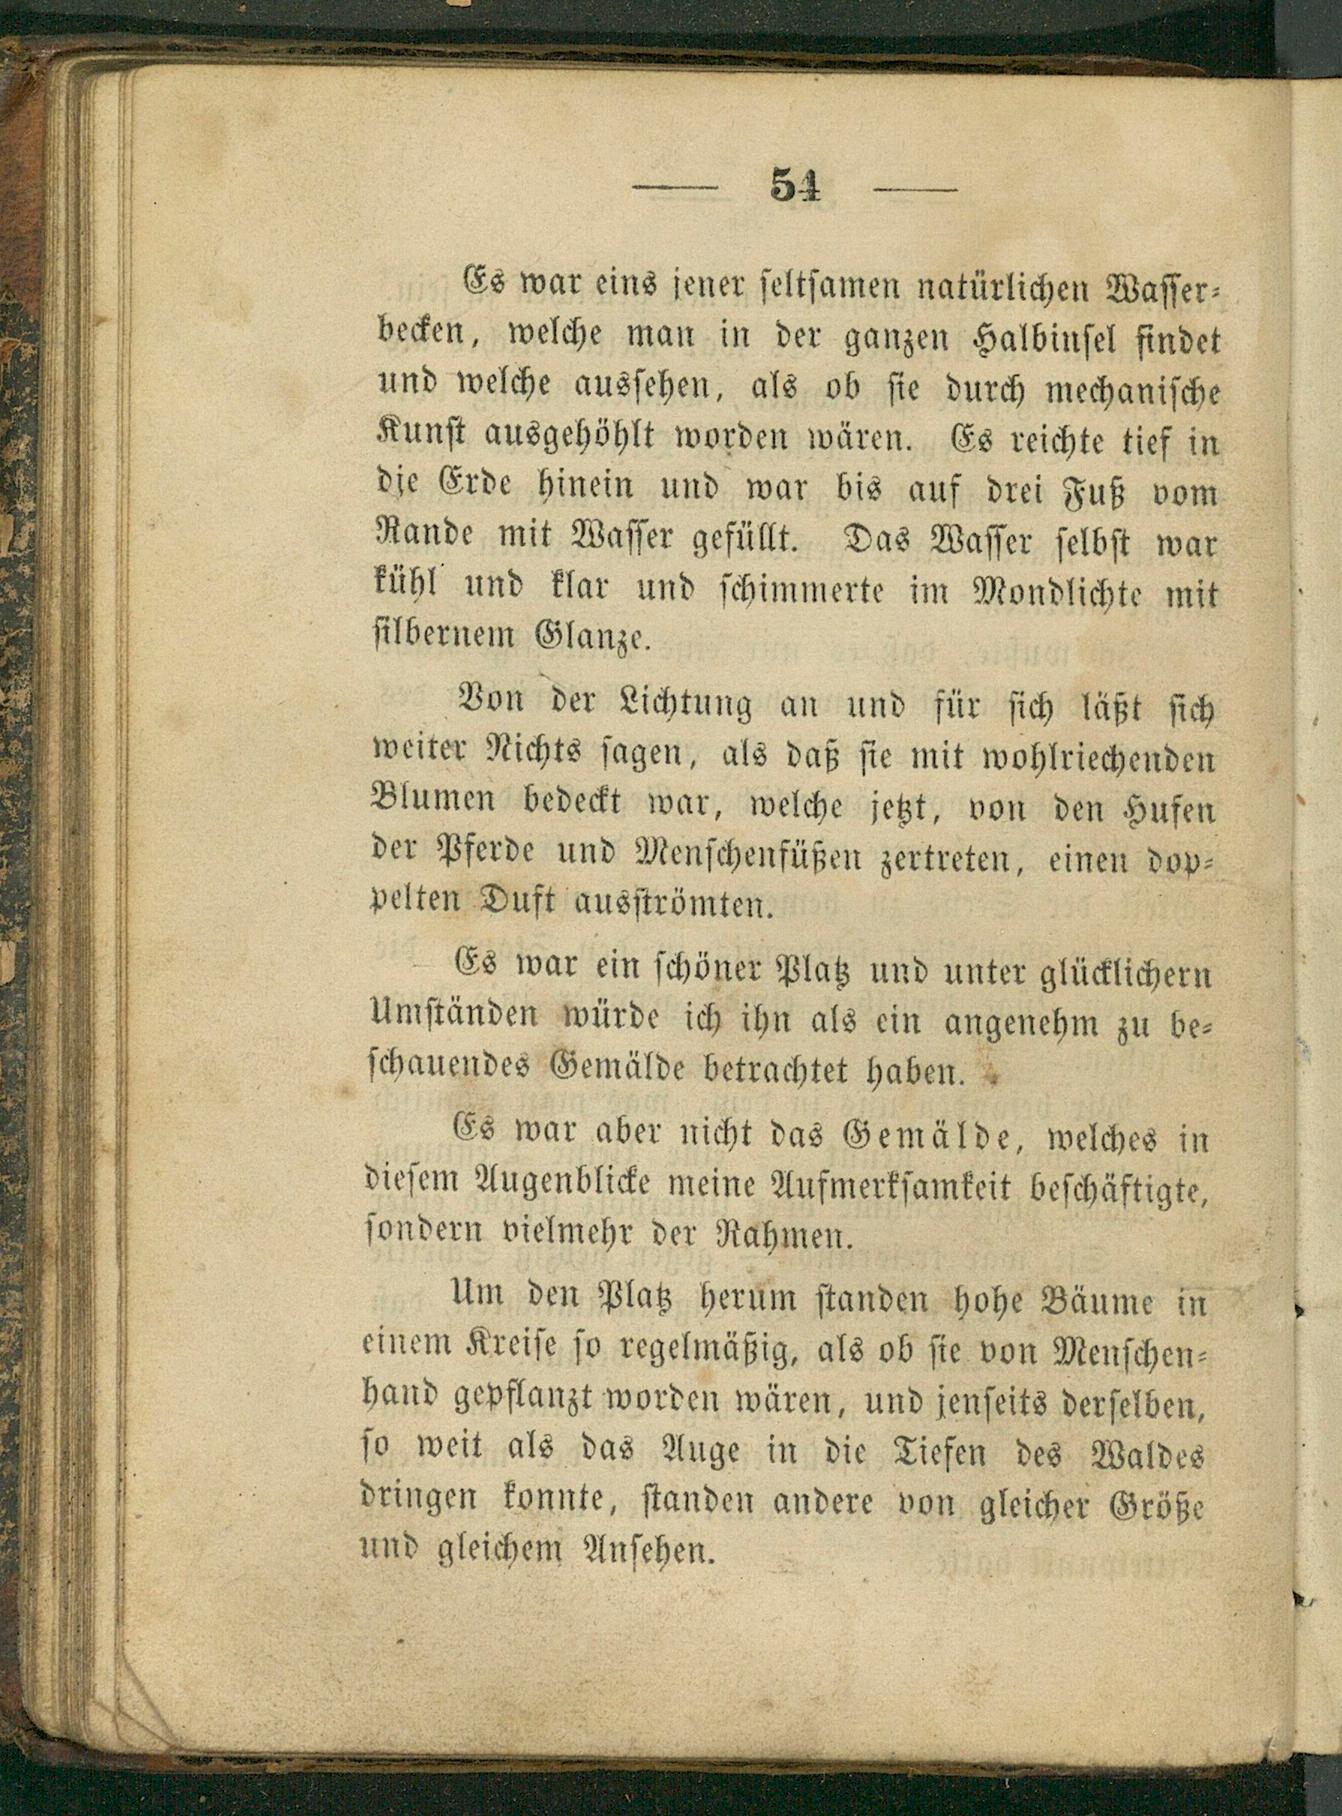 — 54 —
Es war eins jener seltsamen natürlichen Wasser-
becken, welche man in der ganzen Halbinsel findet
und welche aussehen, als ob sie durch mechanische
Kunst ausgehöhlt worden wären. Es reichte tief in
die Erde hinein und war bis auf drei Fuß vom
Rande mit Wasser gefüllt. Das Wasser selbst war
kühl und klar und schimmerte im Mondlichte mit
silbernem Glanze.
Von der Lichtung an und für sich läßt sich
weiter Nichts sagen, als daß sie mit wohlriechenden
Blumen bedeckt war, welche jetzt, von den Hufen
der Pferde und Menschenfüßen zertreten, einen dop-
pelten Duft ausströmten.
Es war ein schöner Platz und unter glücklichern
Umständen würde ich ihn als ein angenehm zu be-
schauendes Gemälde betrachtet haben.
Es war aber nicht das Gemälde, welches in
diesem Augenblicke meine Aufmerksamkeit beschäftigte,
sondern vielmehr der Rahmen.
Um den Platz herum standen hohe Bäume in
einem Kreise so regelmäßig, als ob sie von Menschen-
hand gepflanzt worden wären, und jenseits derselben,
so weit als das Auge in die Tiefen des Waldes
dringen konnte, standen andere von gleicher Größe
und gleichem Ansehen.